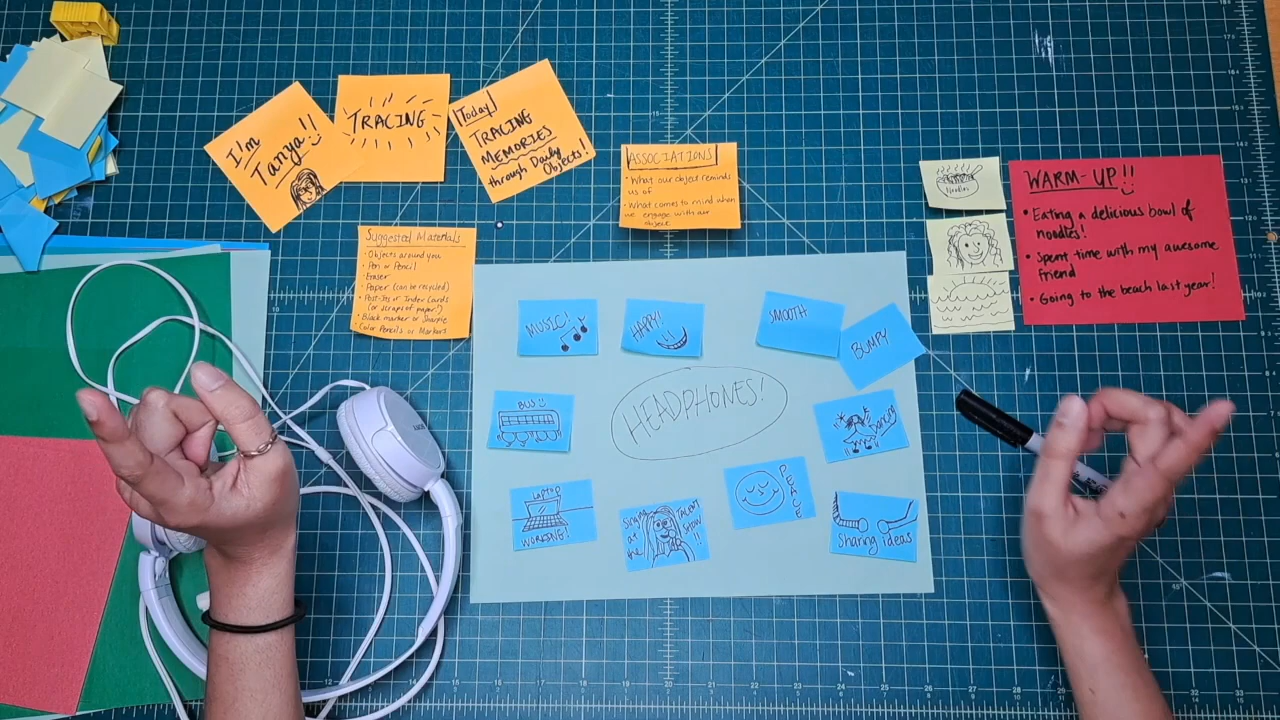 I'm
Tanya!!
TRACING
Today!
TRACING
MEMORIES
through Daily
Objects!
ASSOCIATIONS
• What our object reminds
us of
• What comes to mind when
we engage with our
object
Suggested Materials
• Objects around you
• Pen or Pencil
• Eraser
• Paper (can be recycled)
• Post-Its or Index Cards
(or scraps of paper!)
• Black marker or Sharpie
• Color Pencils or Markers
Noodles
WARM-UP!!
• Eating a delicious bowl of
noodles!
• Spent time with my awesome
friend
• Going to the beach last year!
MUSIC
HAPPY!
SMOOTH
BUMPY
BUS
HEADPHONES!
Dancing
LAPTOP
WORKING!
Singing
at
the
TALENT
SHOW
!!
PEACE
Sharing ideas
SONY